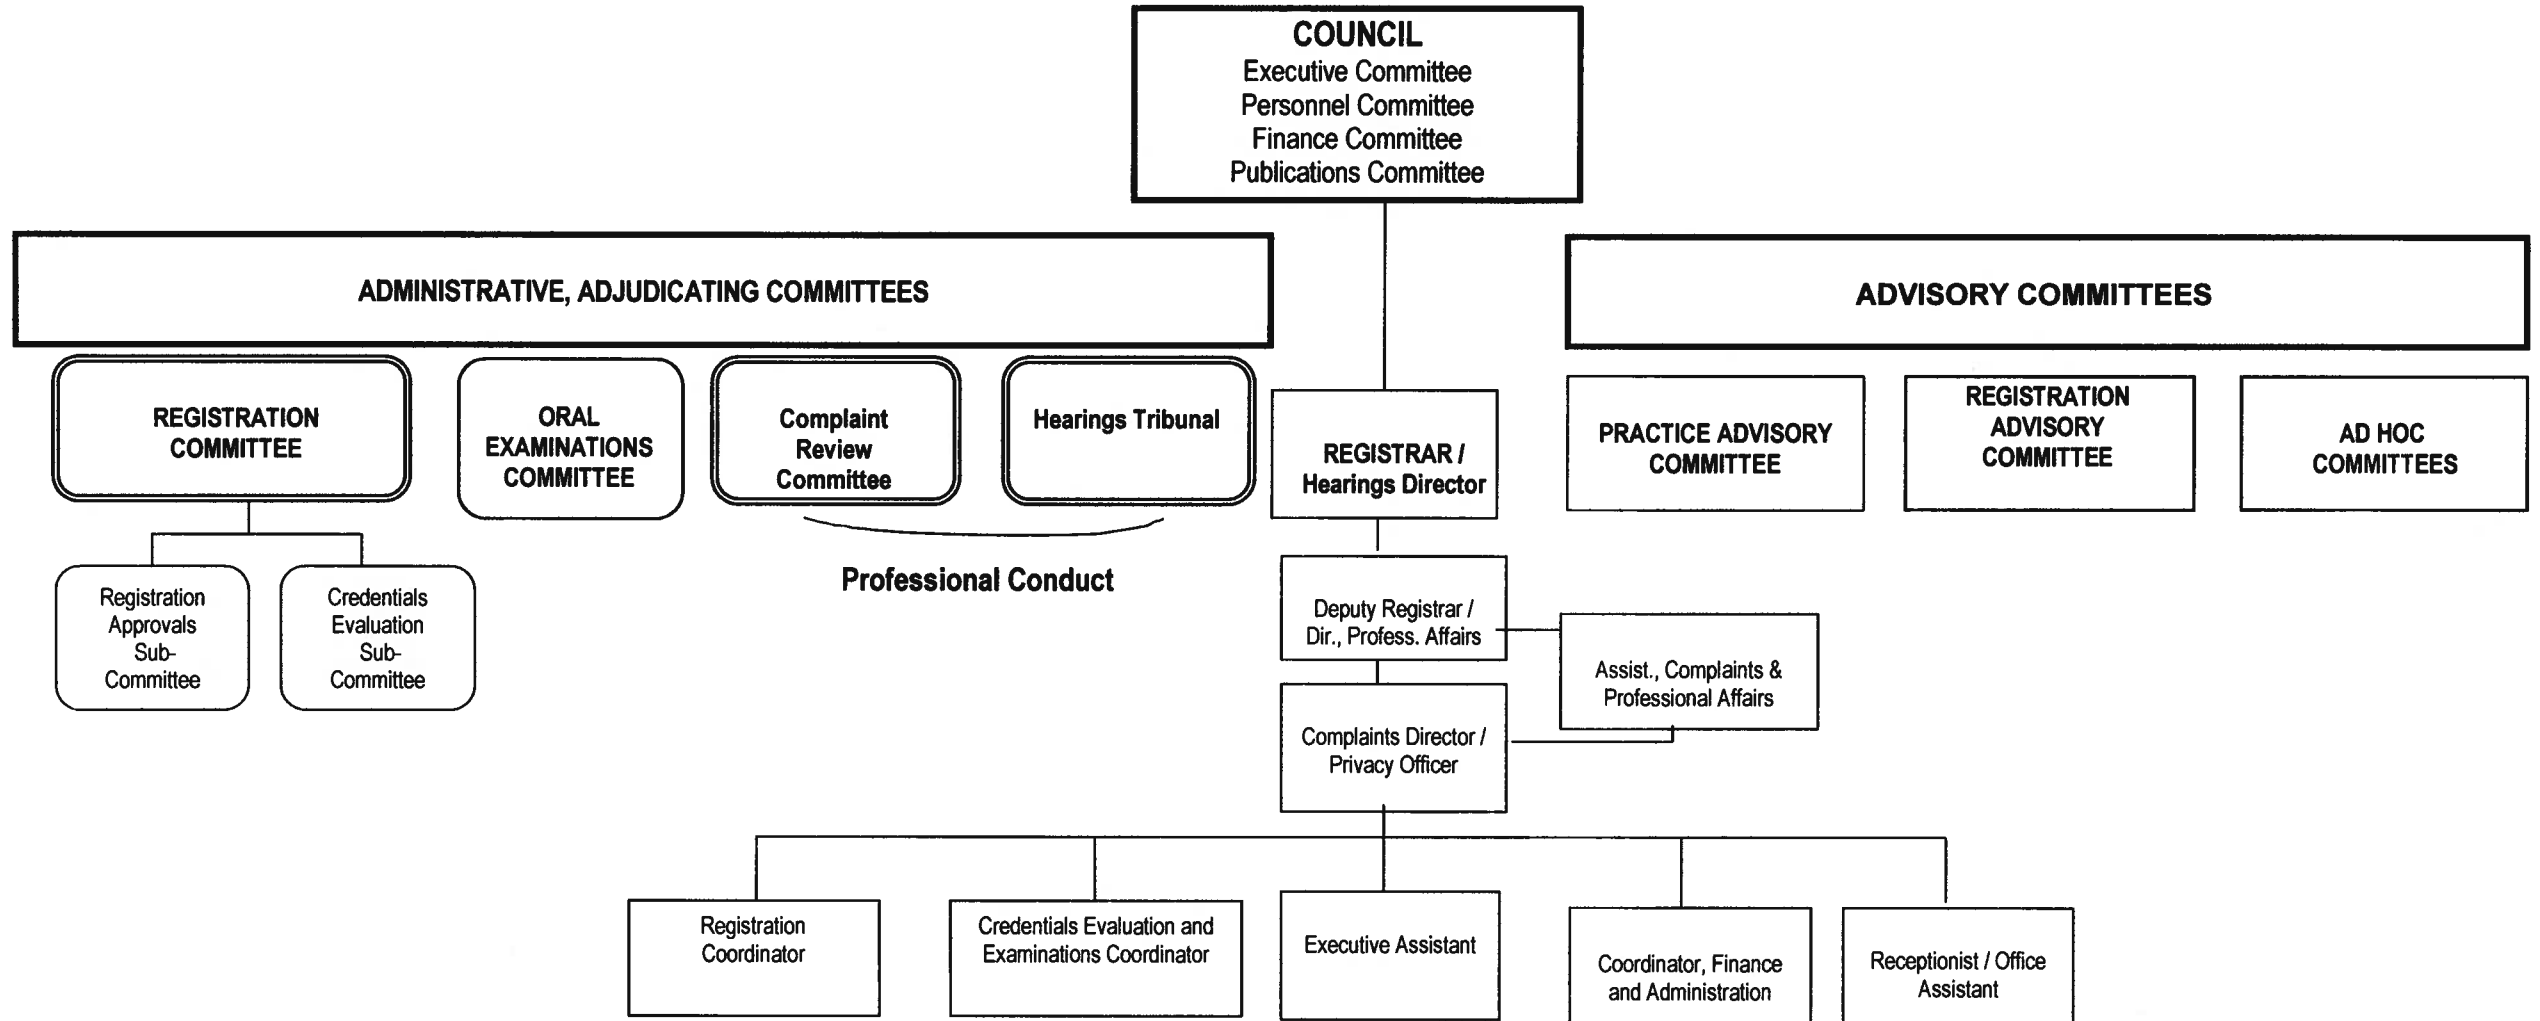 COUNCIL
Executive Committee
Personnel Committee
Finance Committee
Publications Committee
ADMINISTRATIVE, ADJUDICATING COMMITTEES
ADVISORY COMMITTEES
REGISTRATION
COMMITTEE
ORAL
EXAMINATIONS
COMMITTEE
Complaint
Review
Committee
Hearings Tribunal
REGISTRAR /
Hearings Director
PRACTICE ADVISORY
COMMITTEE
REGISTRATION
ADVISORY
COMMITTEE
AD HOC
COMMITTEES
Professional Conduct
Registration
Approvals
Sub-
Committee
Credentials
Evaluation
Sub-
Committee
Deputy Registrar /
Dir., Profess. Affairs
Assist., Complaints &
Professional Affairs
Complaints Director /
Privacy Officer
Registration
Coordinator
Credentials Evaluation and
Examinations Coordinator
Executive Assistant
Coordinator, Finance
and Administration
Receptionist / Office
Assistant